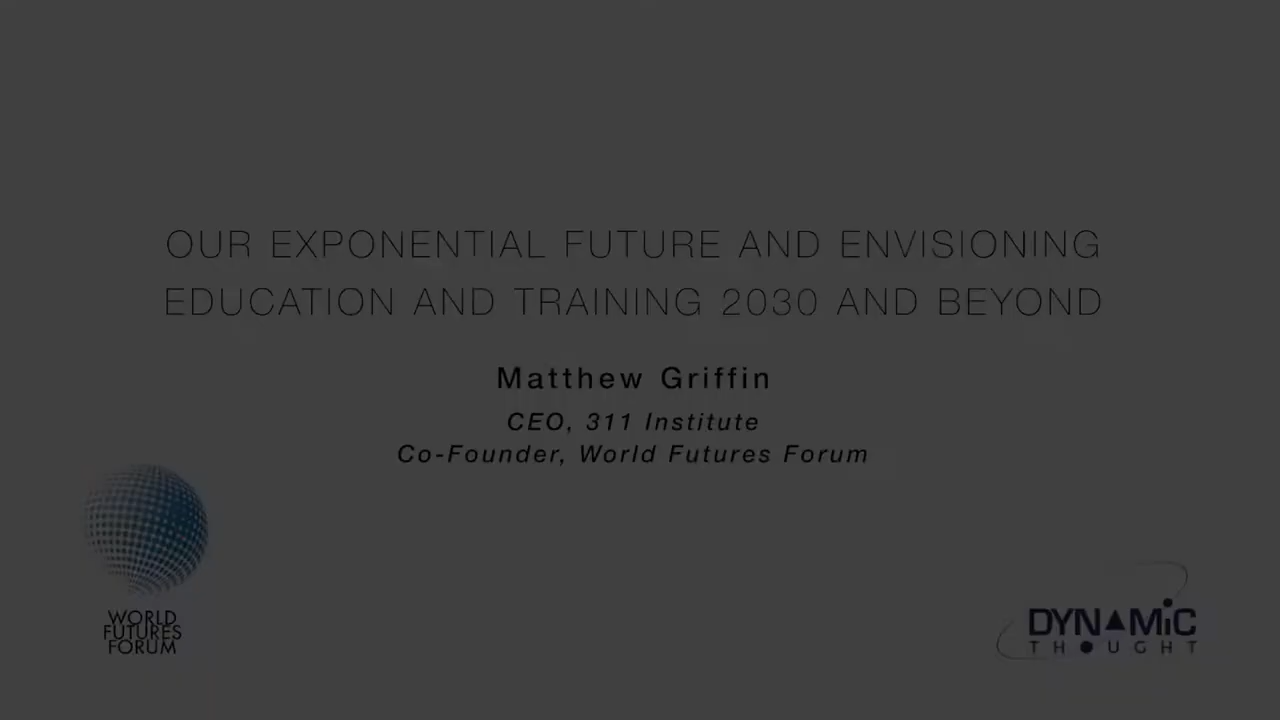 OUR EXPONENTIAL FUTURE AND ENVISIONING
EDUCATION AND TRAINING 2030 AND BEYOND
Matthew Griffin
CEO, 311 Institute
Co-Founder, World Futures Forum
WORLD
FUTURES
FORUM
DYNAMiC
THOUGHT